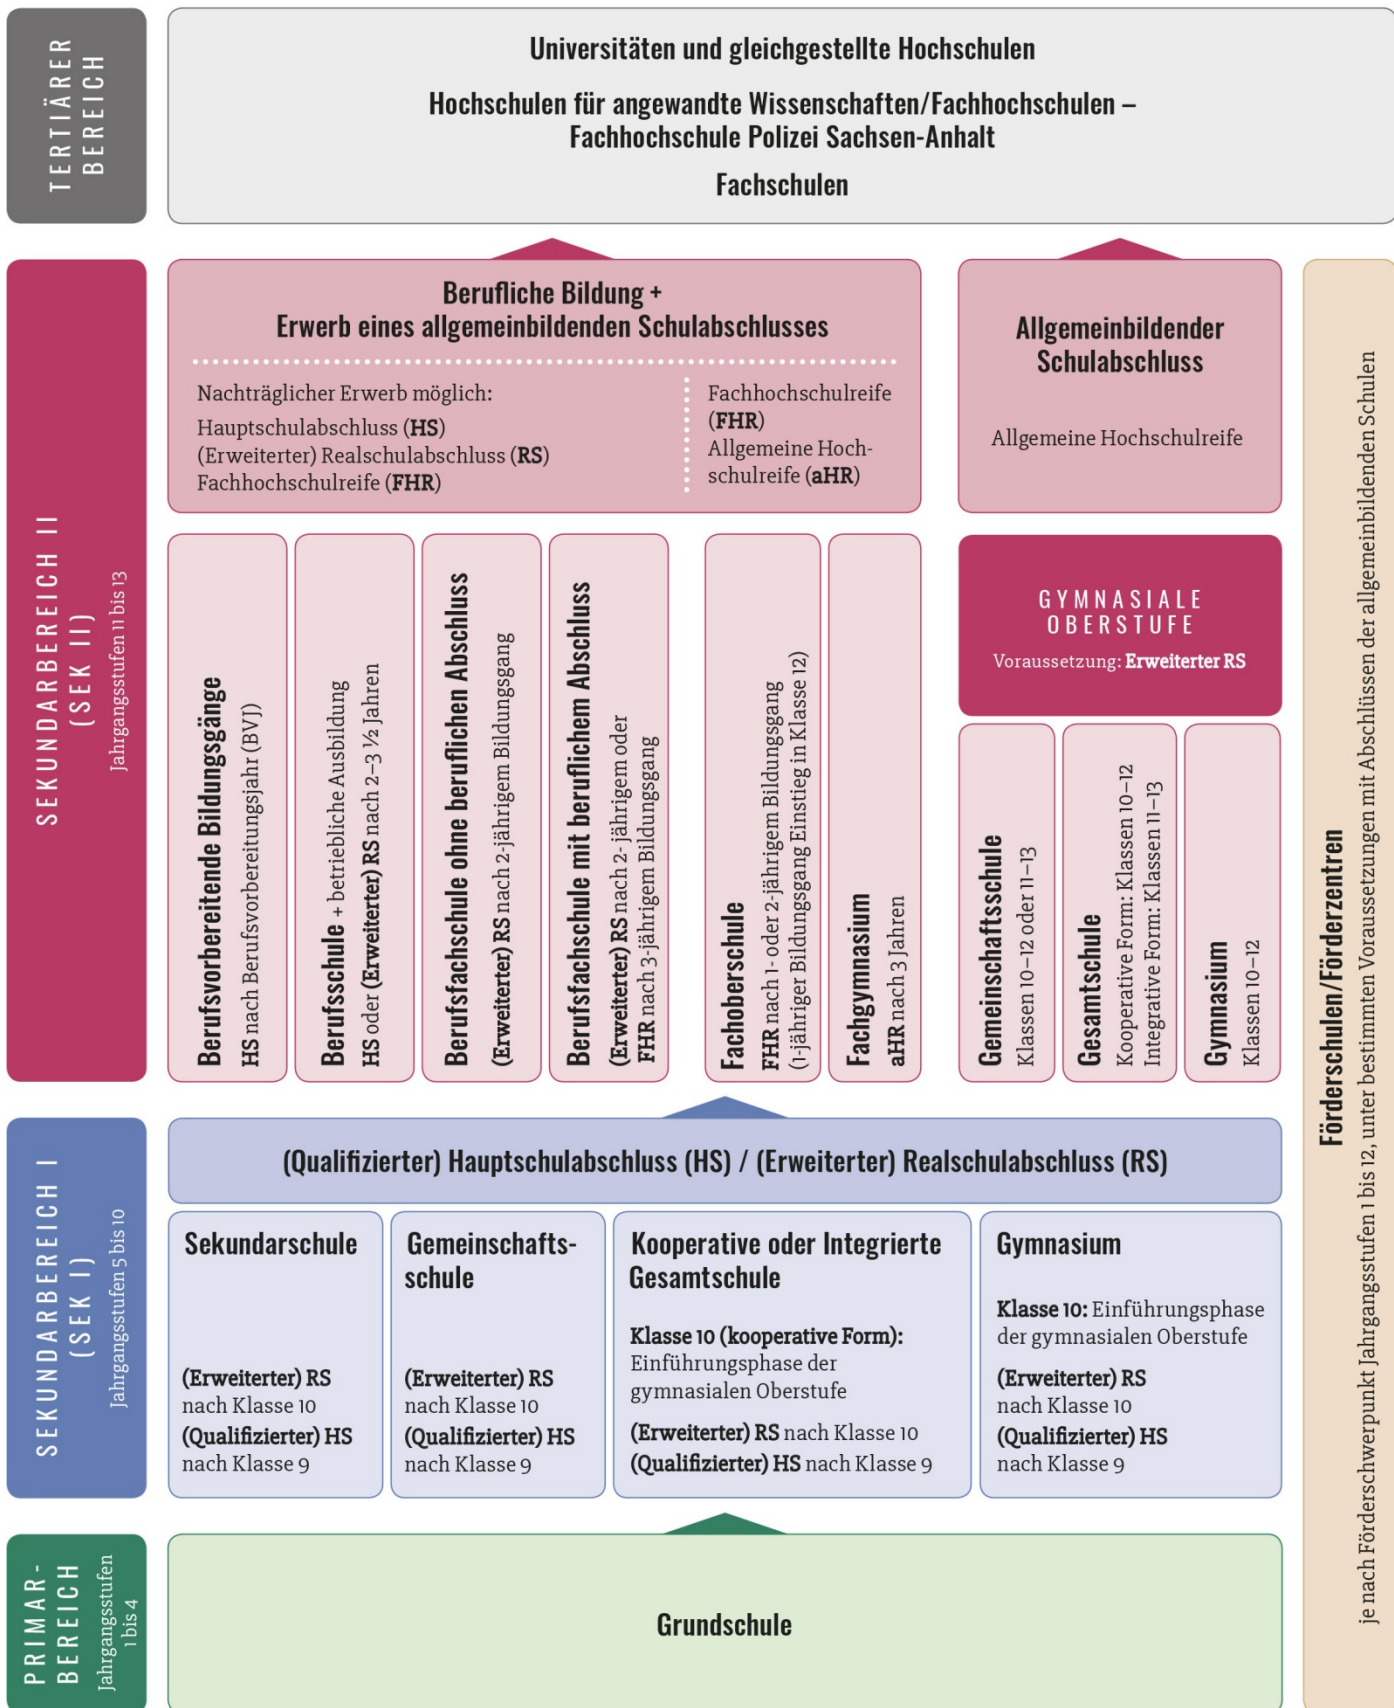 TERTIÄRER
BEREICH
Universitäten und gleichgestellte Hochschulen
Hochschulen für angewandte Wissenschaften/Fachhochschulen –
Fachhochschule Polizei Sachsen-Anhalt
Fachschulen
SEKUNDARBEREICH II
(SEK II)
Jahrgangsstufen 11 bis 13
Berufliche Bildung +
Erwerb eines allgemeinbildenden Schulabschlusses
Nachträglicher Erwerb möglich:
Hauptschulabschluss (HS)
(Erweiterter) Realschulabschluss (RS)
Fachhochschulreife (FHR)
Fachhochschulreife
(FHR)
Allgemeine Hoch-
schulreife (aHR)
Allgemeinbildender
Schulabschluss
Allgemeine Hochschulreife
Berufsvorbereitende Bildungsgänge
HS nach Berufsvorbereitungsjahr (BVJ)
Berufsschule + betriebliche Ausbildung
HS oder (Erweiterter) RS nach 2–3 ½ Jahren
Berufsfachschule ohne beruflichen Abschluss
(Erweiterter) RS nach 2-jährigem Bildungsgang
Berufsfachschule mit beruflichem Abschluss
(Erweiterter) RS nach 2- jährigem oder
FHR nach 3-jährigem Bildungsgang
Fachoberschule
FHR nach 1- oder 2-jährigem Bildungsgang
(1-jähriger Bildungsgang Einstieg in Klasse 12)
Fachgymnasium
aHR nach 3 Jahren
GYMNASIALE
OBERSTUFE
Voraussetzung: Erweiterter RS
Gemeinschaftsschule
Klassen 10–12 oder 11–13
Gesamtschule
Kooperative Form: Klassen 10–12
Integrative Form: Klassen 11–13
Gymnasium
Klassen 10–12
Förderschulen/Förderzentren
je nach Förderschwerpunkt Jahrgangsstufen 1 bis 12, unter bestimmten Voraussetzungen mit Abschlüssen der allgemeinbildenden Schulen
SEKUNDARBEREICH I
(SEK I)
Jahrgangsstufen 5 bis 10
(Qualifizierter) Hauptschulabschluss (HS) / (Erweiterter) Realschulabschluss (RS)
Sekundarschule
(Erweiterter) RS
nach Klasse 10
(Qualifizierter) HS
nach Klasse 9
Gemeinschafts-
schule
(Erweiterter) RS
nach Klasse 10
(Qualifizierter) HS
nach Klasse 9
Kooperative oder Integrierte
Gesamtschule
Klasse 10 (kooperative Form):
Einführungsphase der
gymnasialen Oberstufe
(Erweiterter) RS nach Klasse 10
(Qualifizierter) HS nach Klasse 9
Gymnasium
Klasse 10: Einführungsphase
der gymnasialen Oberstufe
(Erweiterter) RS
nach Klasse 10
(Qualifizierter) HS
nach Klasse 9
PRIMAR-
BEREICH
Jahrgangsstufen
1 bis 4
Grundschule